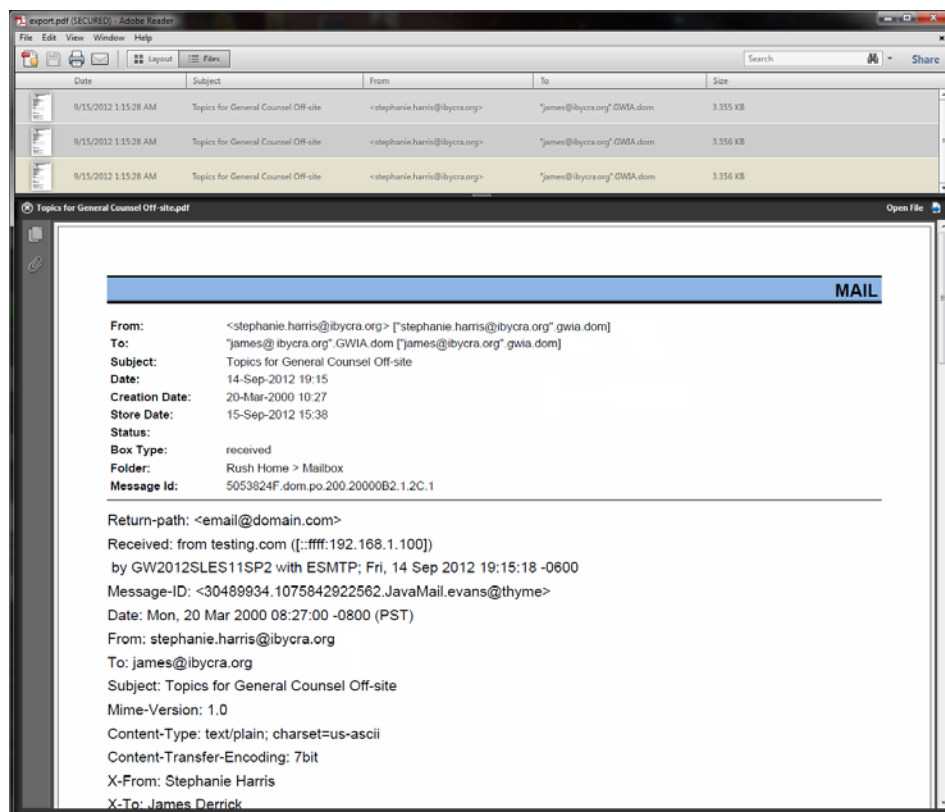 export.pdf (SECURED) - Adobe Reader
File Edit View Window Help
Layout Files Search Share
Date Subject From To Size
9/15/2012 1:15:28 AM Topics for General Counsel Off-site <stephanie.harris@ibycra.org> "james@ibycra.org".GWIA.dom 3.355 KB
9/15/2012 1:15:28 AM Topics for General Counsel Off-site <stephanie.harris@ibycra.org> "james@ibycra.org".GWIA.dom 3.356 KB
9/15/2012 1:15:28 AM Topics for General Counsel Off-site <stephanie.harris@ibycra.org> "james@ibycra.org".GWIA.dom 3.356 KB
Topics for General Counsel Off-site.pdf Open File
MAIL
From: <stephanie.harris@ibycra.org> ["stephanie.harris@ibycra.org".gwia.dom]
To: "james@ ibycra.org".GWIA.dom ["james@ibycra.org".gwia.dom]
Subject: Topics for General Counsel Off-site
Date: 14-Sep-2012 19:15
Creation Date: 20-Mar-2000 10:27
Store Date: 15-Sep-2012 15:38
Status:
Box Type: received
Folder: Rush Home > Mailbox
Message Id: 5053824F.dom.po.200.20000B2.1.2C.1
Return-path: <email@domain.com>
Received: from testing.com ([::ffff:192.168.1.100])
by GW2012SLES11SP2 with ESMTP; Fri, 14 Sep 2012 19:15:18 -0600
Message-ID: <30489934.1075842922562.JavaMail.evans@thyme>
Date: Mon, 20 Mar 2000 08:27:00 -0800 (PST)
From: stephanie.harris@ibycra.org
To: james@ibycra.org
Subject: Topics for General Counsel Off-site
Mime-Version: 1.0
Content-Type: text/plain; charset=us-ascii
Content-Transfer-Encoding: 7bit
X-From: Stephanie Harris
X-To: James Derrick